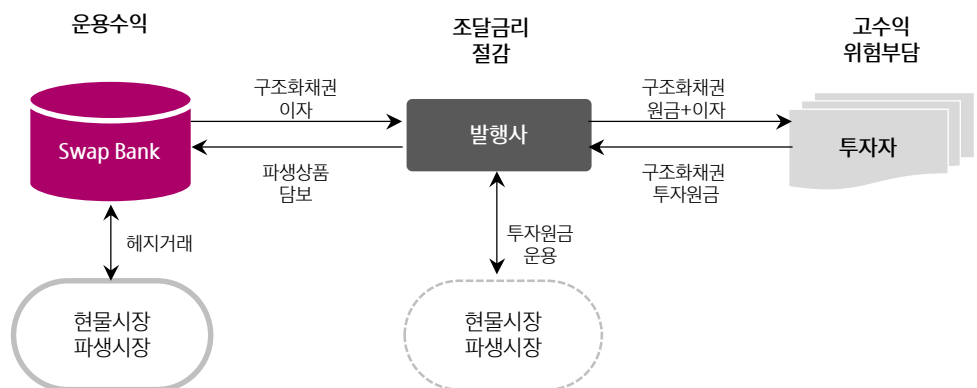 운용수익
조달금리
절감
고수익
위험부담
구조화채권
이자
구조화채권
원금+이자
Swap Bank
발행사
투자자
파생상품
담보
구조화채권
투자원금
헤지거래
투자원금
운용
현물시장
파생시장
현물시장
파생시장